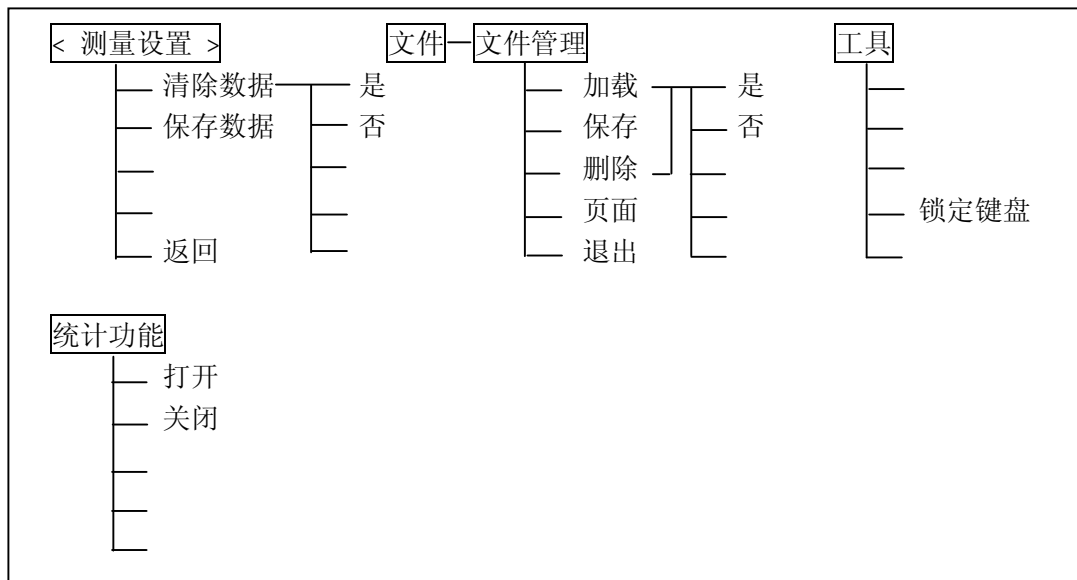 < 测量设置 >
清除数据
是
保存数据
否
返回
文件
文件管理
加载
是
保存
否
删除
页面
退出
工具
锁定键盘
统计功能
打开
关闭